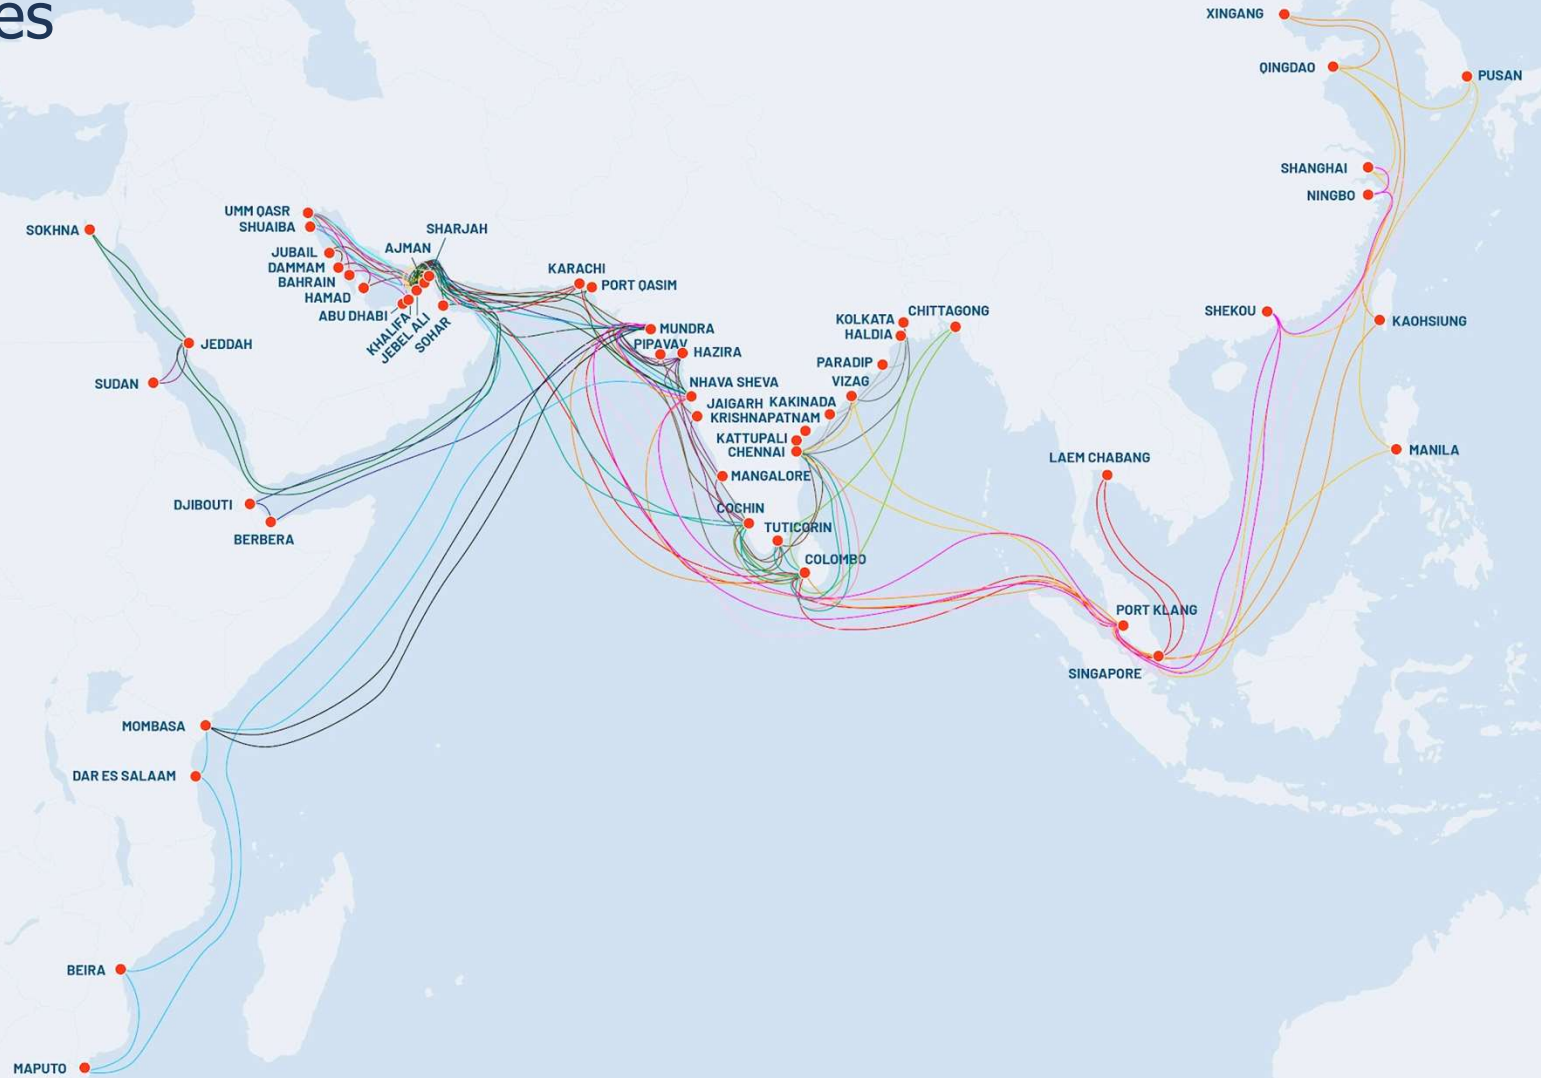 es
XINGANG
QINGDAO
PUSAN
SHANGHAI
NINGBO
UMM QASR
SHUAIBA
SOKHNA
SHARJAH
AJMAN
JUBAIL
DAMMAM
BAHRAIN
HAMAD
ABU DHABI
KHALIFA
JEBEL ALI
SOHAR
KARACHI
PORT QASIM
MUNDRA
PIPAVAV
HAZIRA
JEDDAH
SUDAN
KOLKATA
HALDIA
CHITTAGONG
SHEKOU
KAOHSIUNG
PARADIP
VIZAG
NHAVA SHEVA
JAIGARH
KAKINADA
KRISHNAPATNAM
KATTUPALI
CHENNAI
LAEM CHABANG
MANILA
MANGALORE
COCHIN
TUTICORIN
DJIBOUTI
BERBERA
COLOMBO
PORT KLANG
SINGAPORE
MOMBASA
DAR ES SALAAM
BEIRA
MAPUTO